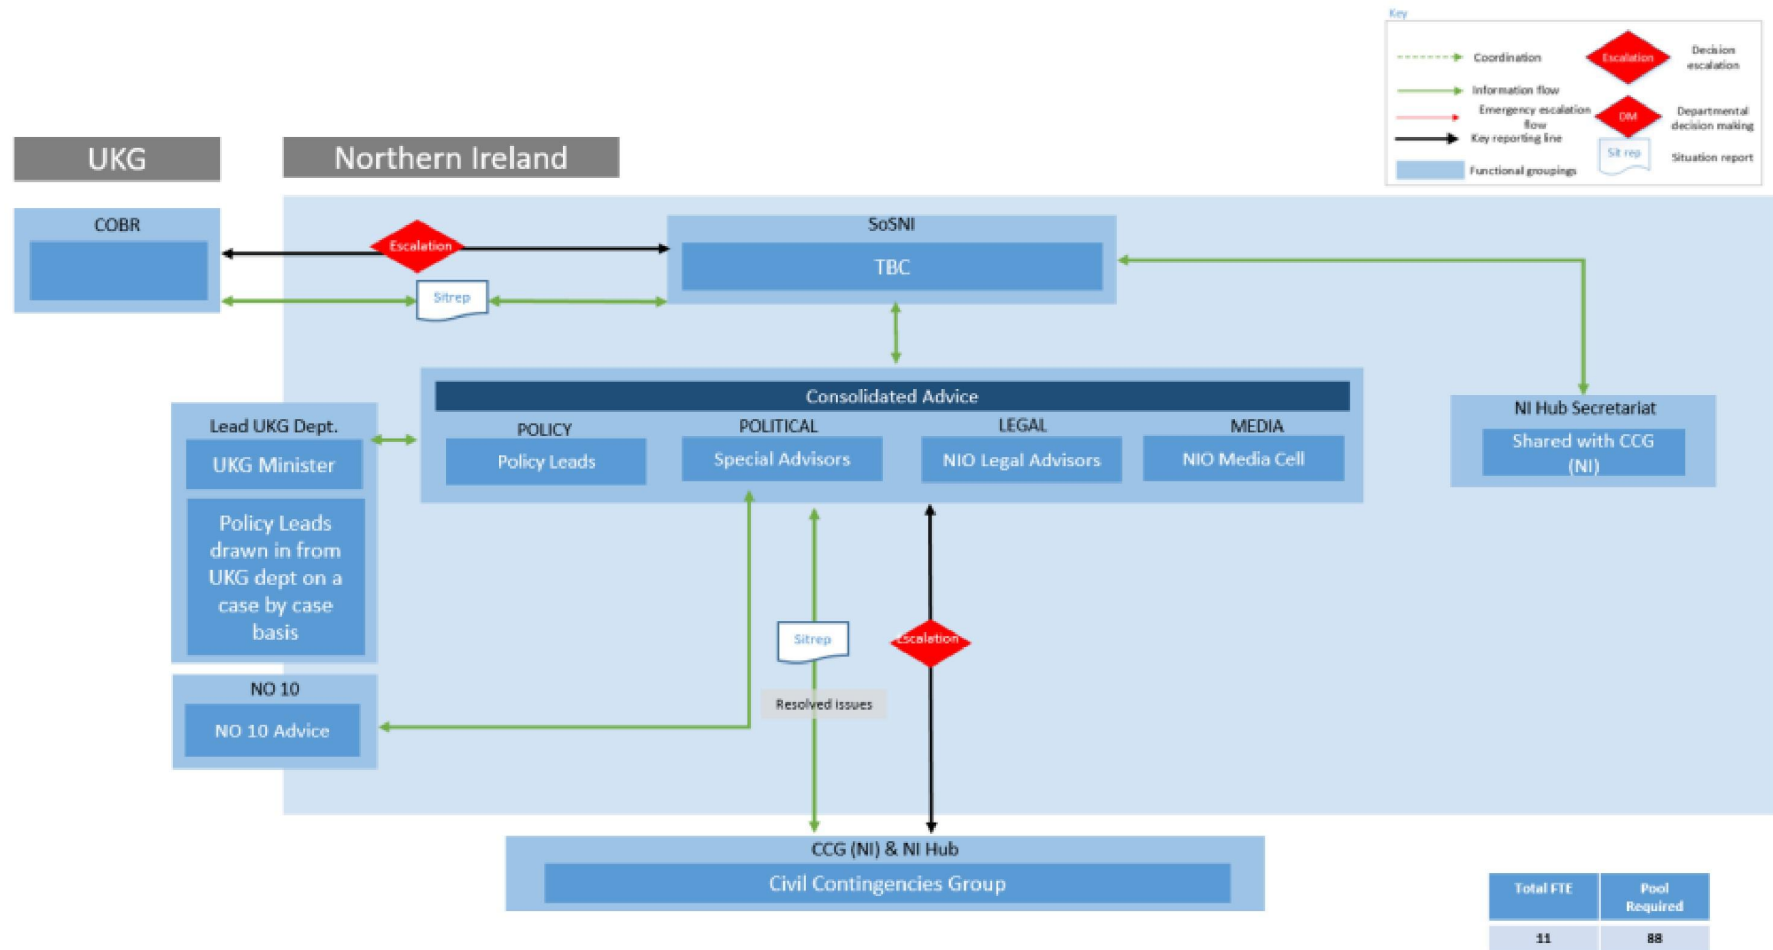 Key
Coordination
Escalation
Decision
escalation
Information flow
Emergency escalation
flow
DM
Departmental
decision making
Key reporting line
Sit rep
Situation report
Functional groupings
UKG
Northern Ireland
COBR
Escalation
Sitrep
SoSNI
TBC
Consolidated Advice
POLICY
Policy Leads
POLITICAL
Special Advisors
LEGAL
NIO Legal Advisors
MEDIA
NIO Media Cell
NI Hub Secretariat
Shared with CCG
(NI)
Lead UKG Dept.
UKG Minister
Policy Leads
drawn in from
UKG dept on a
case by case
basis
NO 10
NO 10 Advice
Sitrep
Escalation
Resolved issues
CCG (NI) & NI Hub
Civil Contingencies Group
Total FTE
Pool
Required
11
88